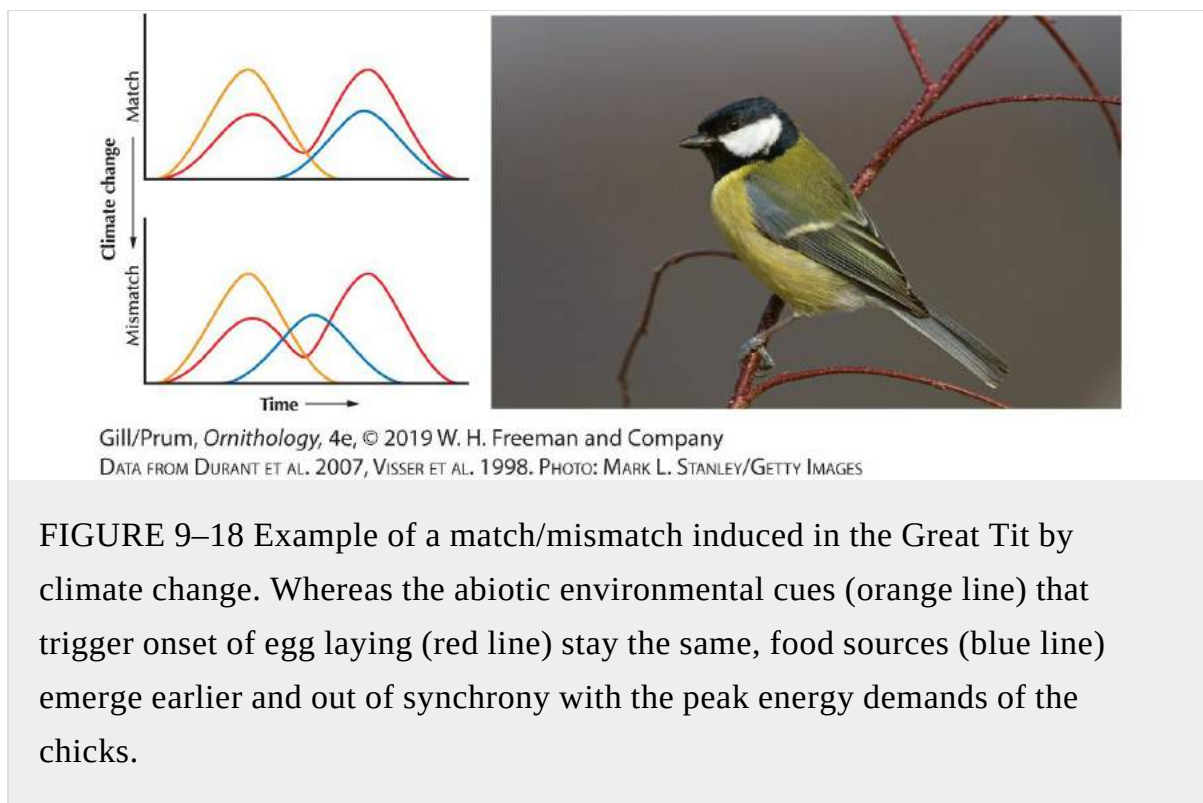 Match
Climate change
Mismatch
Time
Gill/Prum, Ornithology, 4e, © 2019 W. H. Freeman and Company
DATA FROM DURANT ET AL. 2007, VISSER ET AL. 1998. PHOTO: MARK L. STANLEY/GETTY IMAGES
FIGURE 9–18 Example of a match/mismatch induced in the Great Tit by
climate change. Whereas the abiotic environmental cues (orange line) that
trigger onset of egg laying (red line) stay the same, food sources (blue line)
emerge earlier and out of synchrony with the peak energy demands of the
chicks.